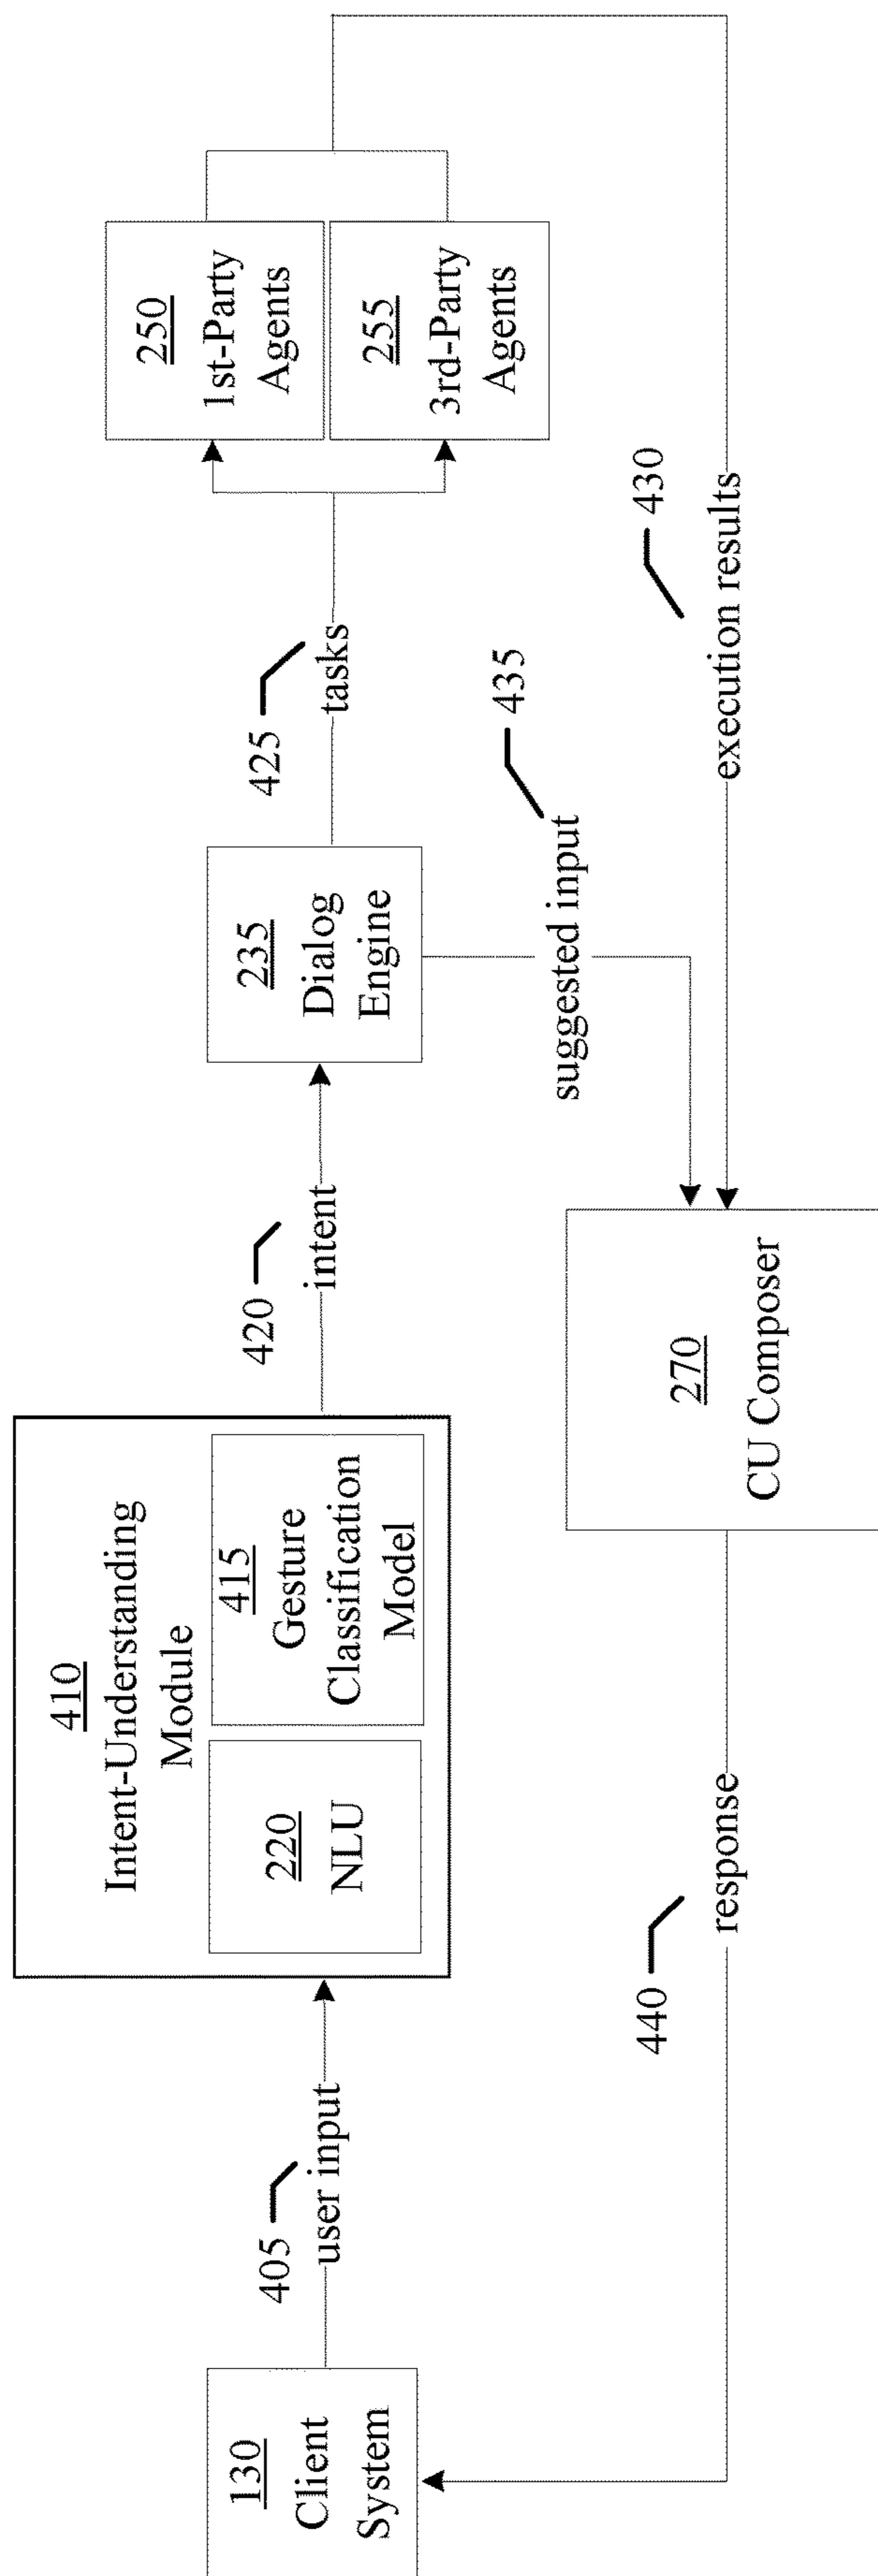 130
Client
System
405
user input
410
Intent-Understanding
Module
220
NLU
415
Gesture
Classification
Model
420
intent
235
Dialog
Engine
425
tasks
250
1st-Party
Agents
255
3rd-Party
Agents
430
execution results
435
suggested input
270
CU Composer
440
response